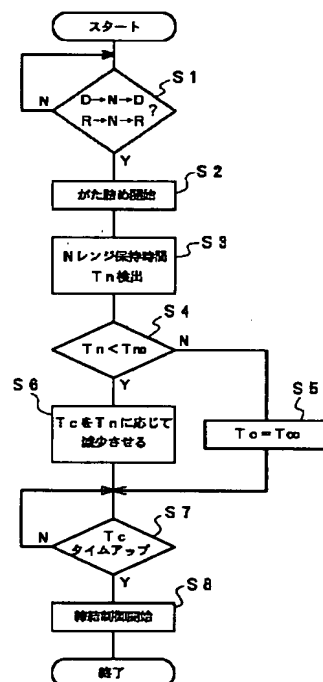 スタート
S1
D→N→D
R→N→R
?
N
Y
S2
がた詰め開始
S3
Nレンジ保持時間
Tn検出
S4
Tn<Tn0
N
Y
S6
TcをTnに応じて
減少させる
S5
Tc=Tc0
S7
Tc
タイムアップ
N
Y
S8
締結制御開始
終了